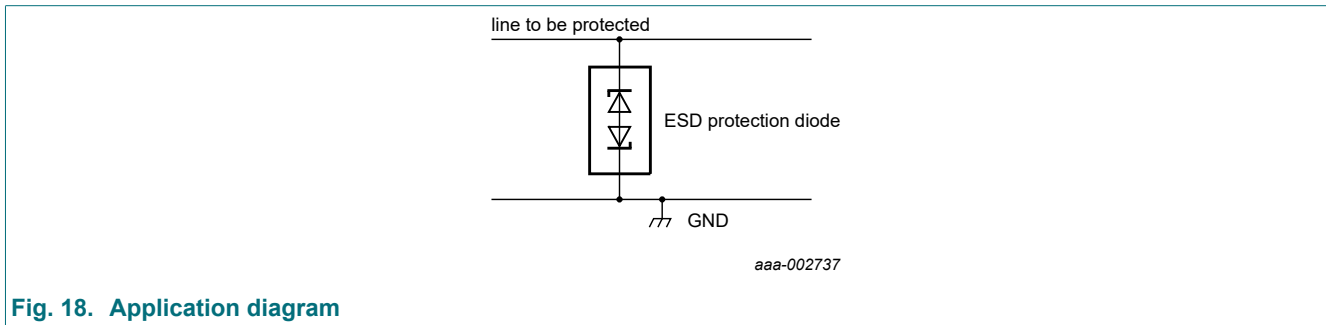 line to be protected
ESD protection diode
GND
aaa-002737
Fig. 18. Application diagram